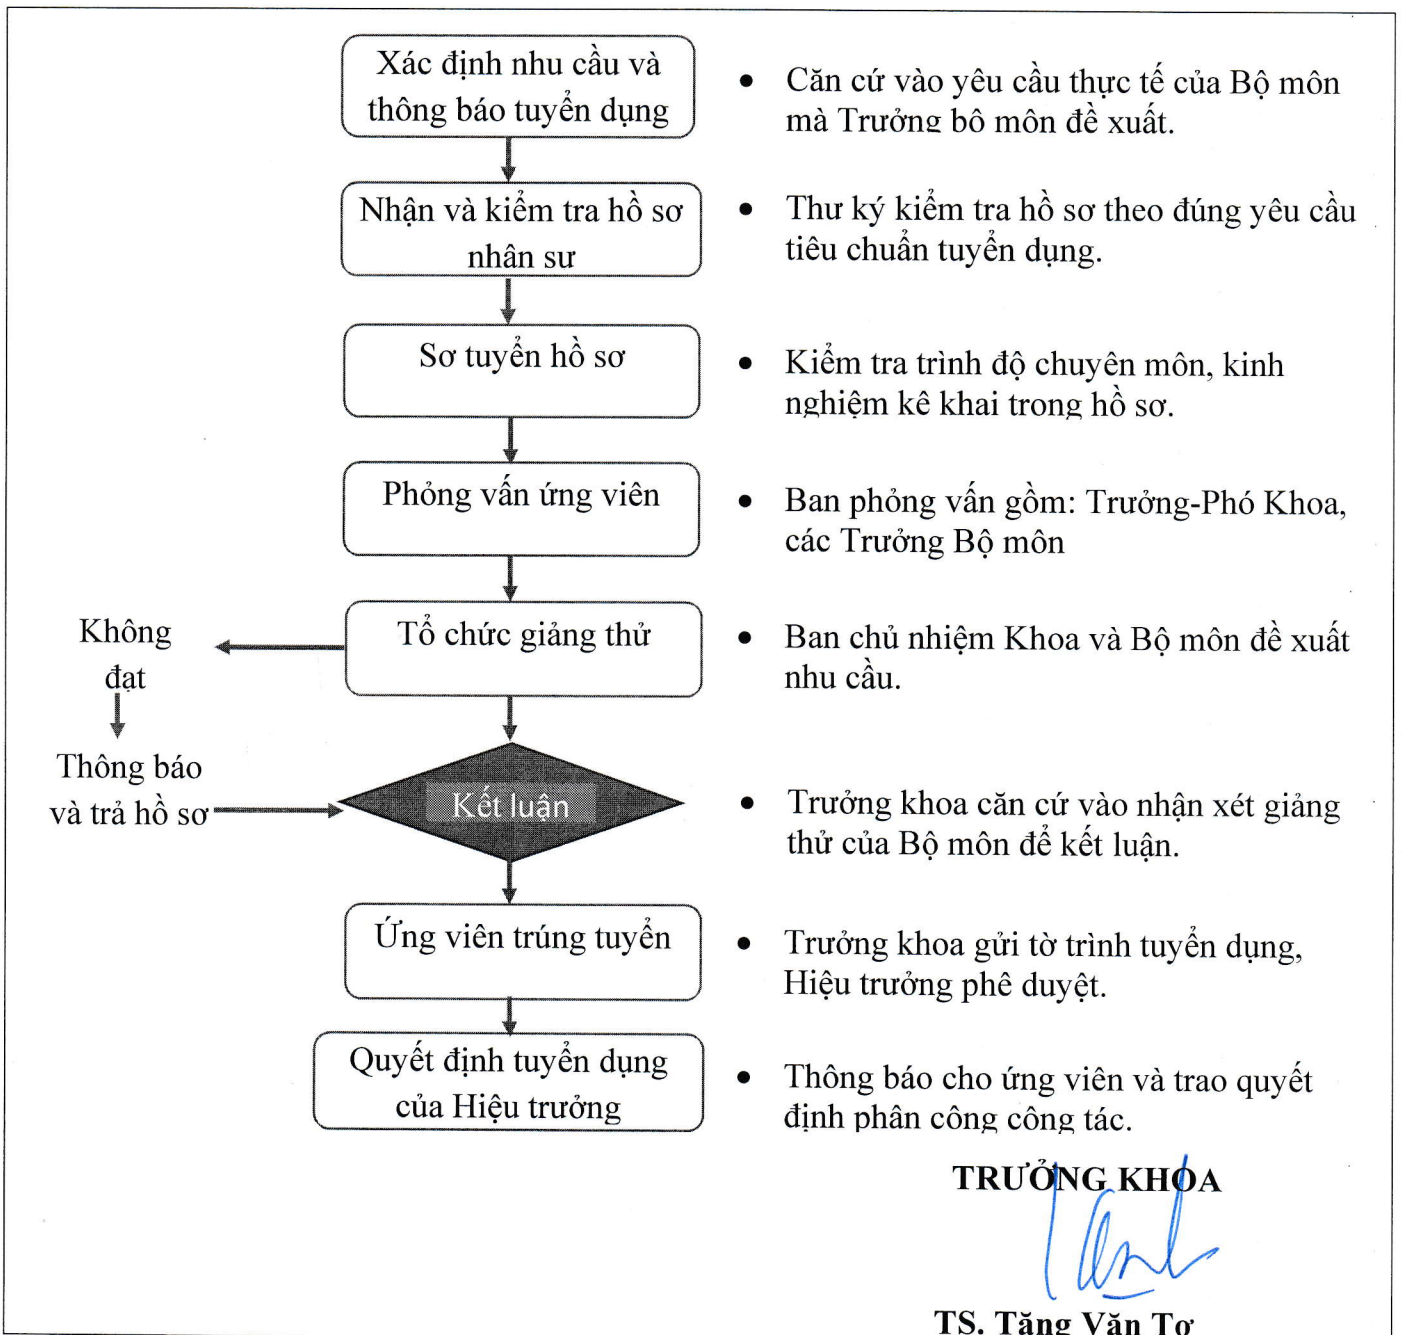 Xác định nhu cầu và
thông báo tuyển dụng
• Căn cứ vào yêu cầu thực tế của Bộ môn
mà Trưởng bộ môn đề xuất.
Nhận và kiểm tra hồ sơ
nhân sư
• Thư ký kiểm tra hồ sơ theo đúng yêu cầu
tiêu chuẩn tuyển dụng.
Sơ tuyển hồ sơ
• Kiểm tra trình độ chuyên môn, kinh
nghiệm kê khai trong hồ sơ.
Phỏng vấn ứng viên
• Ban phỏng vấn gồm: Trưởng-Phó Khoa,
các Trưởng Bộ môn
Tổ chức giảng thử
• Ban chủ nhiệm Khoa và Bộ môn đề xuất
nhu cầu.
Không
đạt
Thông báo
và trả hồ sơ
Kết luận
• Trưởng khoa căn cứ vào nhận xét giảng
thử của Bộ môn để kết luận.
Ứng viên trúng tuyển
• Trưởng khoa gửi tờ trình tuyển dụng,
Hiệu trưởng phê duyệt.
Quyết định tuyển dụng
của Hiệu trưởng
• Thông báo cho ứng viên và trao quyết
định phân công công tác.
TRƯỞNG KHOA
TS. Tăng Văn Tơ